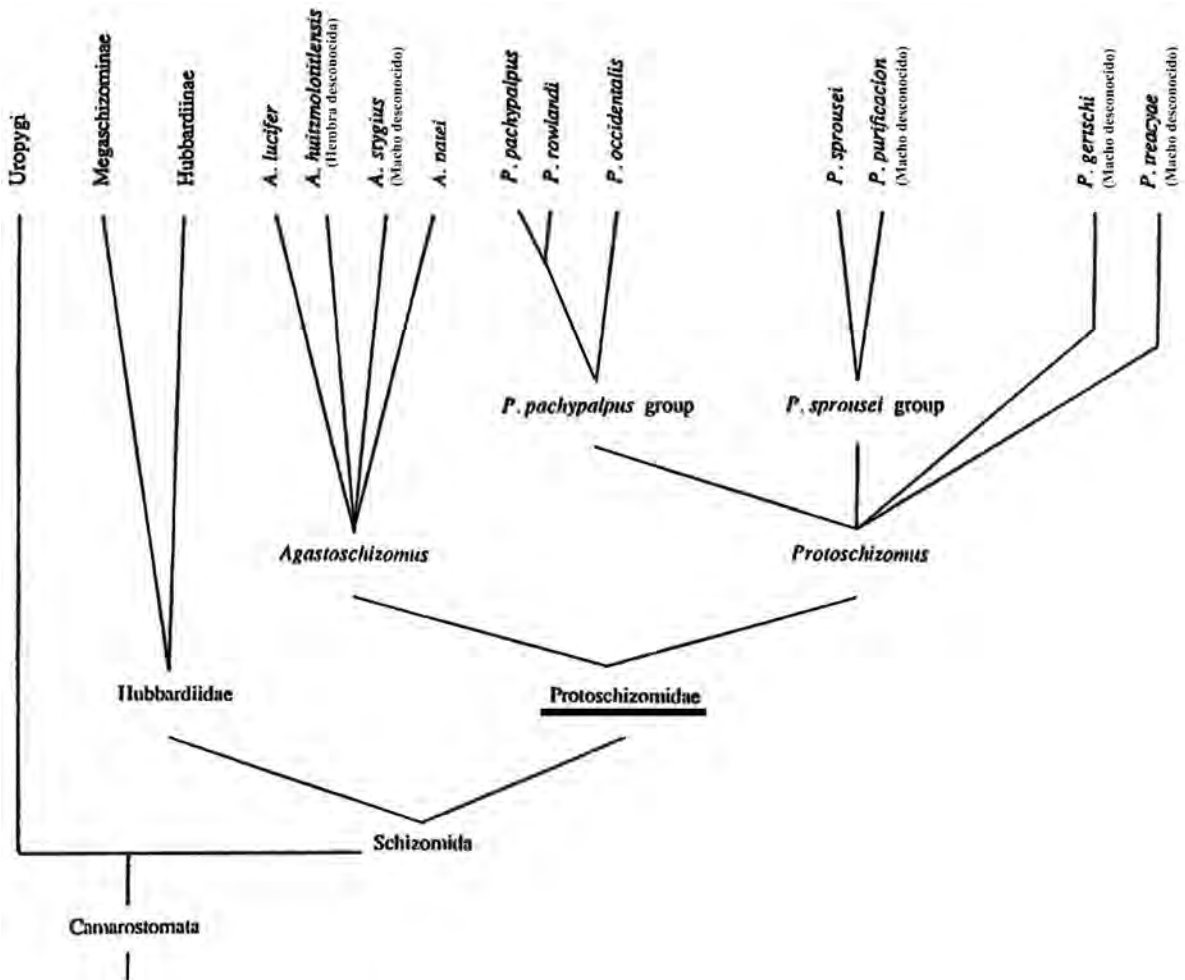 Uropygi
Megaschizominae
Hubbardiinae
A. lucifer
A. huitzmolotitlensis
(Hembra desconocida)
A. stygius
(Macho desconocido)
A. natei
P. pachypalpus
P. rowlandi
P. occidentalis
P. sprousei
P. purificacion
(Macho desconocido)
P. gertschi
(Macho desconocido)
P. treacyae
(Macho desconocido)
P. pachypalpus group
P. sprousei group
Agastoschizomus
Protoschizomus
Hubbardiidae
Protoschizomidae
Schizomida
Camarostomata